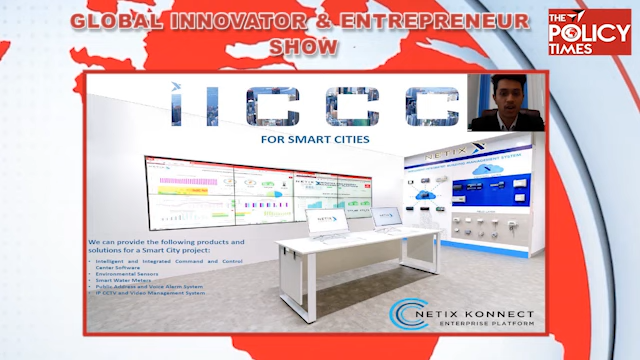 GLOBAL INNOVATOR & ENTREPRENEUR
SHOW
THE
POLICY
TIMES
iICCC
FOR SMART CITIES
NETIX
NETIX
NETIX
We can provide the following products and
solutions for a Smart City project:
• Intelligent and Integrated Command and Control
Center Software
• Environmental Sensors
• Smart Water Meters
• Public Address and Voice Alarm System
• IP CCTV and Video Management System
NETIX KONNECT
ENTERPRISE PLATFORM